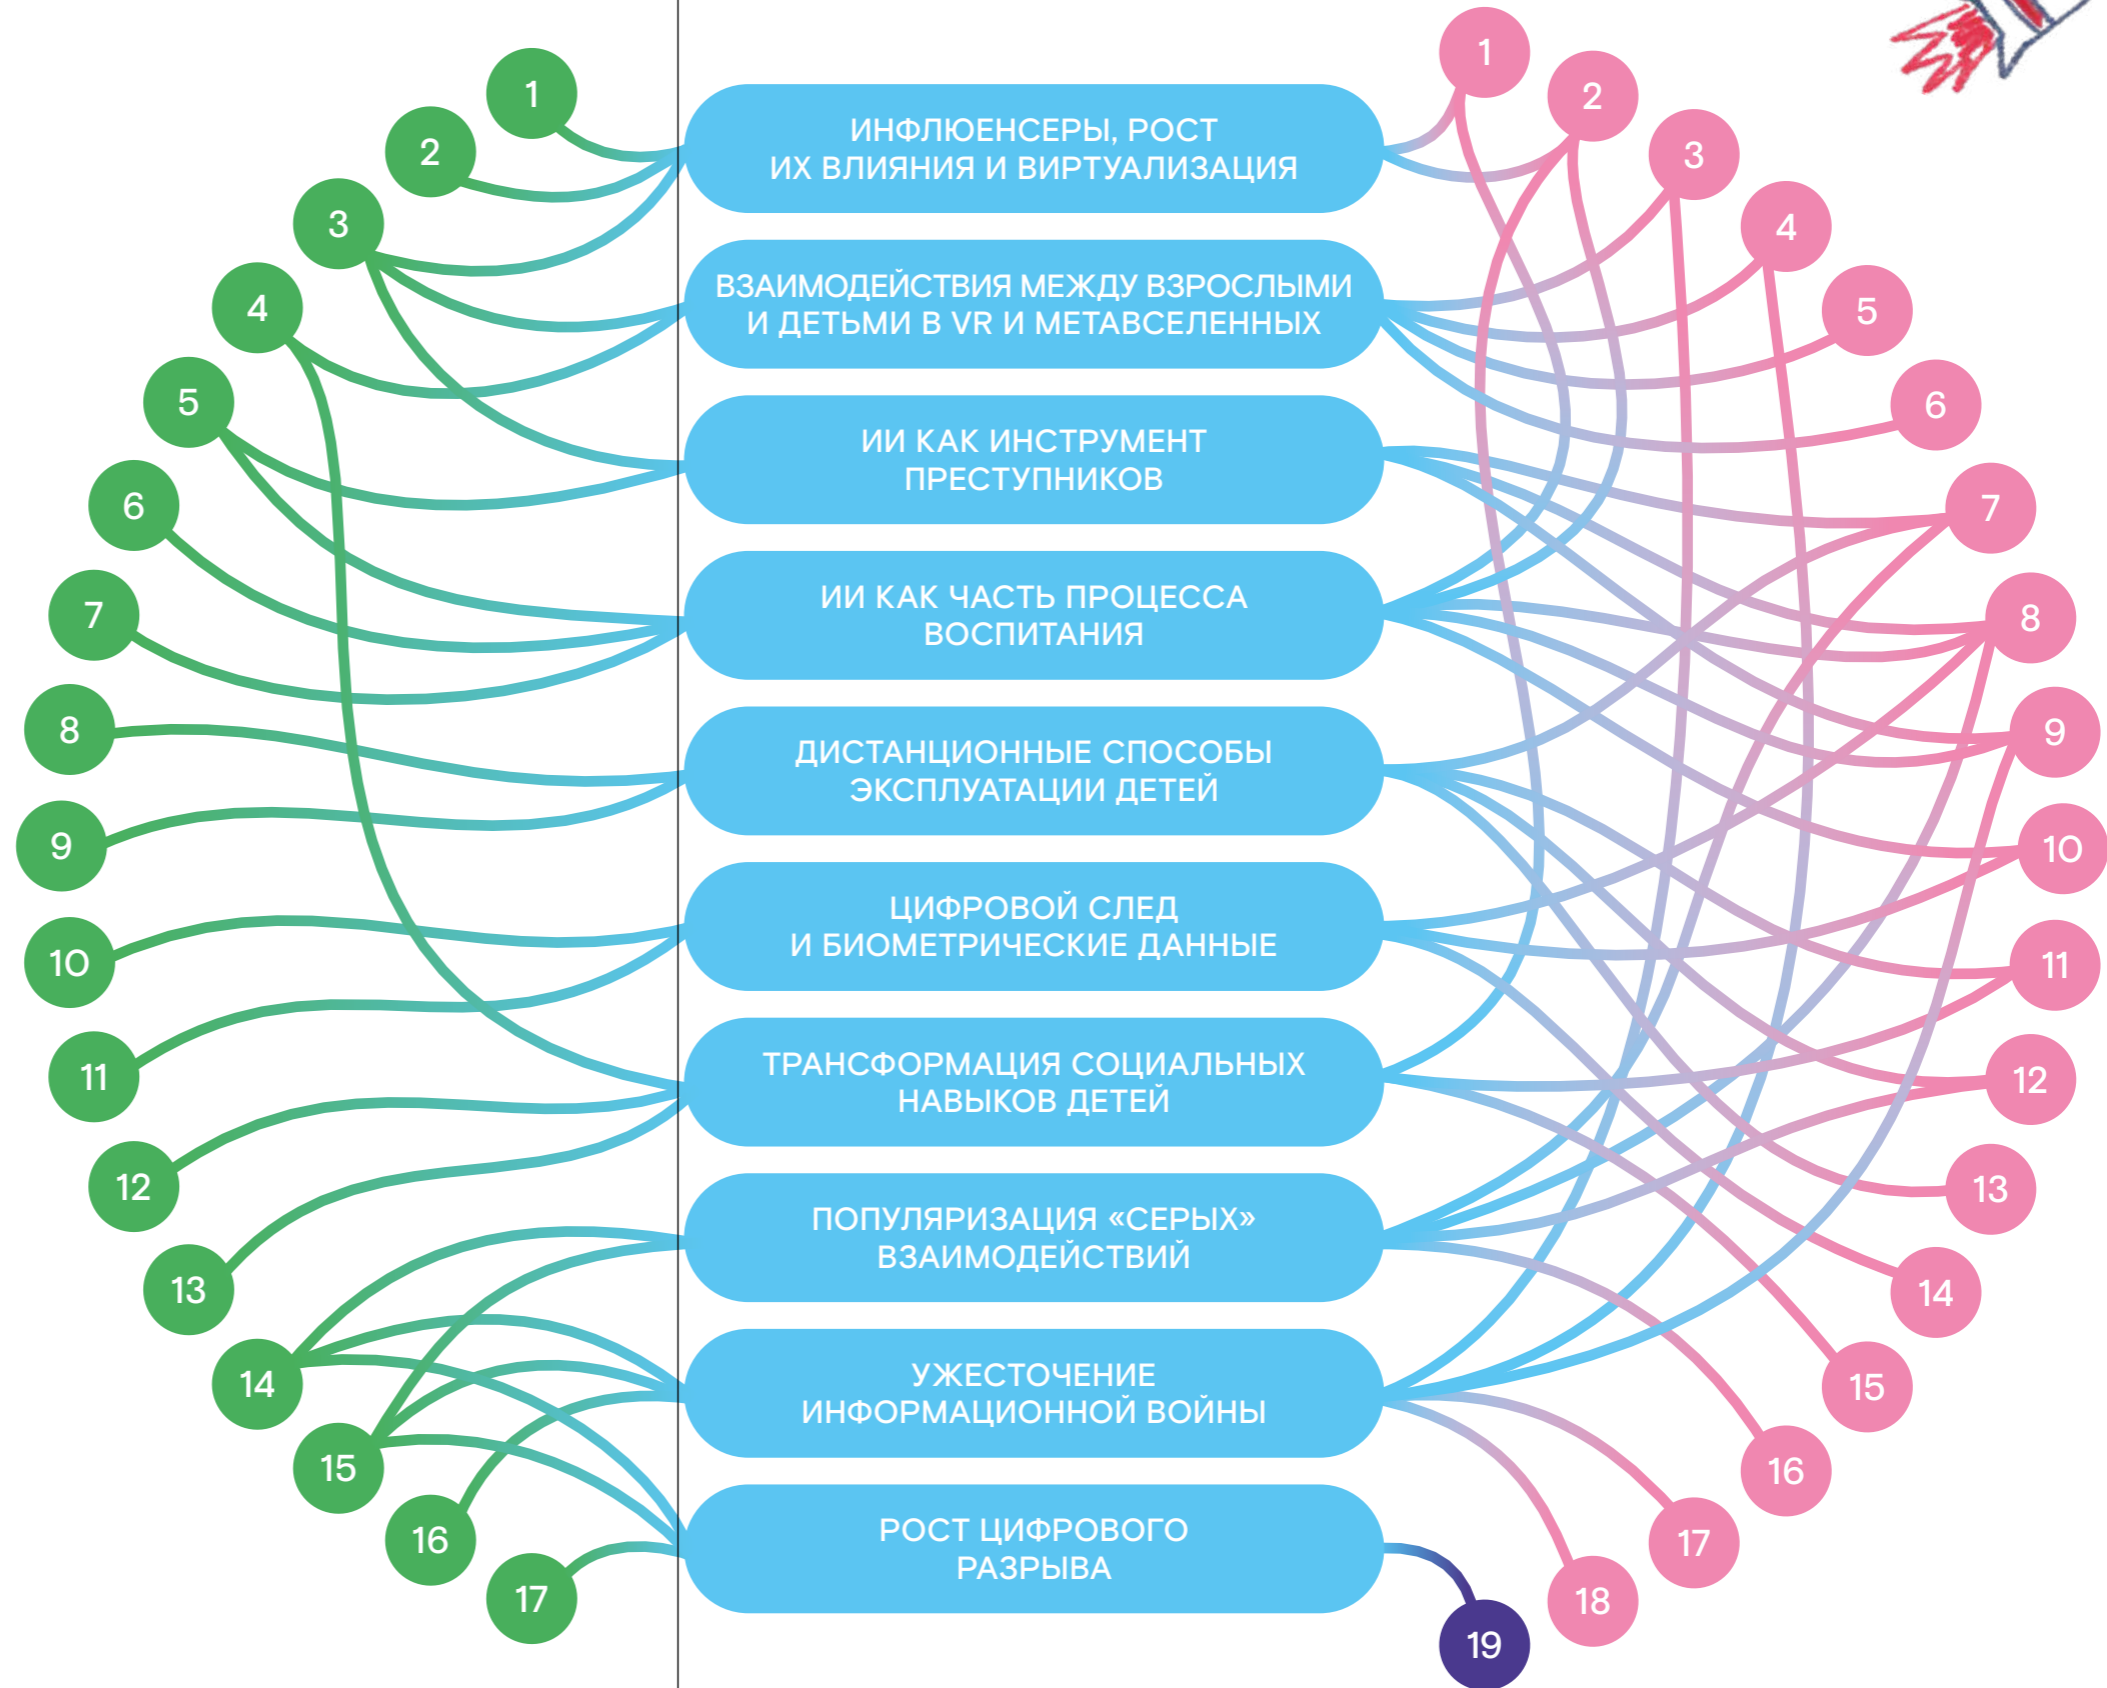 1
2
3
4
5
6
7
8
9
10
11
12
13
14
15
16
17
ИНФЛЮЕНСЕРЫ, РОСТ
ИХ ВЛИЯНИЯ И ВИРТУАЛИЗАЦИЯ
ВЗАИМОДЕЙСТВИЯ МЕЖДУ ВЗРОСЛЫМИ
И ДЕТЬМИ В VR И МЕТАВСЕЛЕННЫХ
ИИ КАК ИНСТРУМЕНТ
ПРЕСТУПНИКОВ
ИИ КАК ЧАСТЬ ПРОЦЕССА
ВОСПИТАНИЯ
ДИСТАНЦИОННЫЕ СПОСОБЫ
ЭКСПЛУАТАЦИИ ДЕТЕЙ
ЦИФРОВОЙ СЛЕД
И БИОМЕТРИЧЕСКИЕ ДАННЫЕ
ТРАНСФОРМАЦИЯ СОЦИАЛЬНЫХ
НАВЫКОВ ДЕТЕЙ
ПОПУЛЯРИЗАЦИЯ «СЕРЫХ»
ВЗАИМОДЕЙСТВИЙ
УЖЕСТОЧЕНИЕ
ИНФОРМАЦИОННОЙ ВОЙНЫ
РОСТ ЦИФРОВОГО
РАЗРЫВА
1
2
3
4
5
6
7
8
9
10
11
12
13
14
15
16
17
18
19